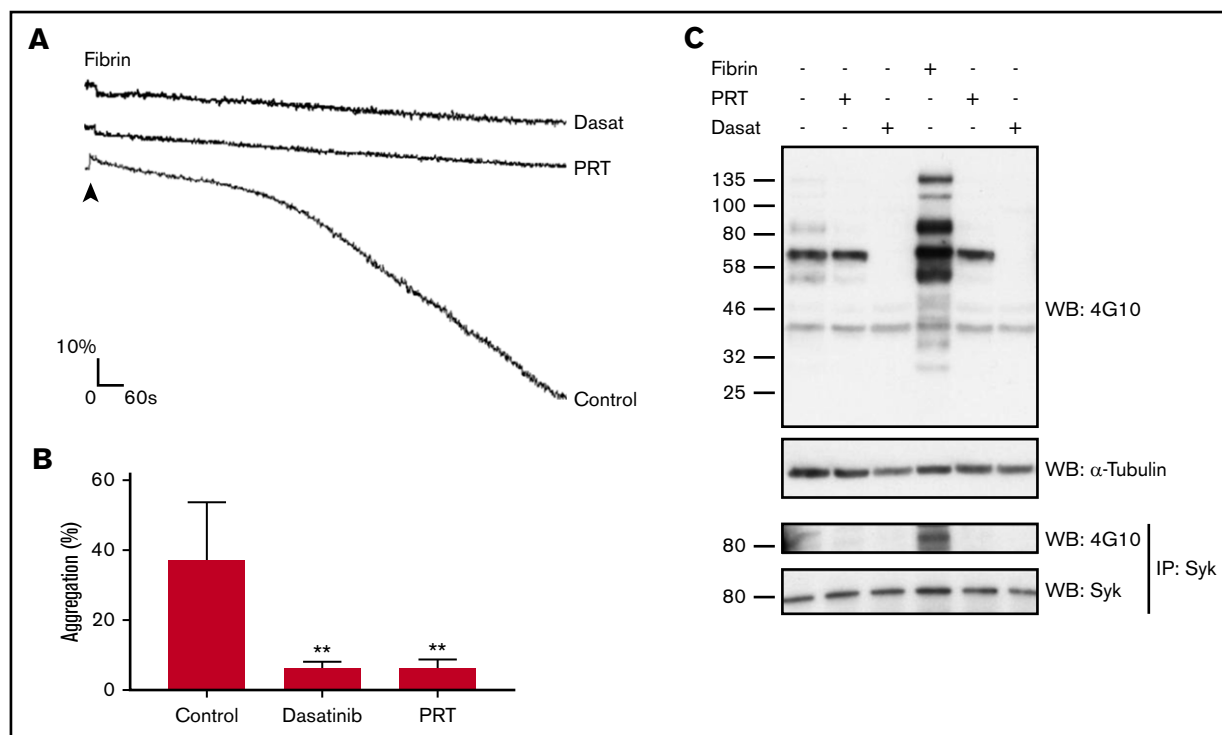 A
Fibrin
Dasat
PRT
Control
10%
0 60s
B
Aggregation (%)
60
40
20
0
** **
Control Dasatinib PRT
C
Fibrin - - - + - -
PRT - + - - + -
Dasat - - + - - +
135
100
80
58
46
32
25
WB: 4G10
WB: α-Tubulin
80 WB: 4G10
IP: Syk
80 WB: Syk